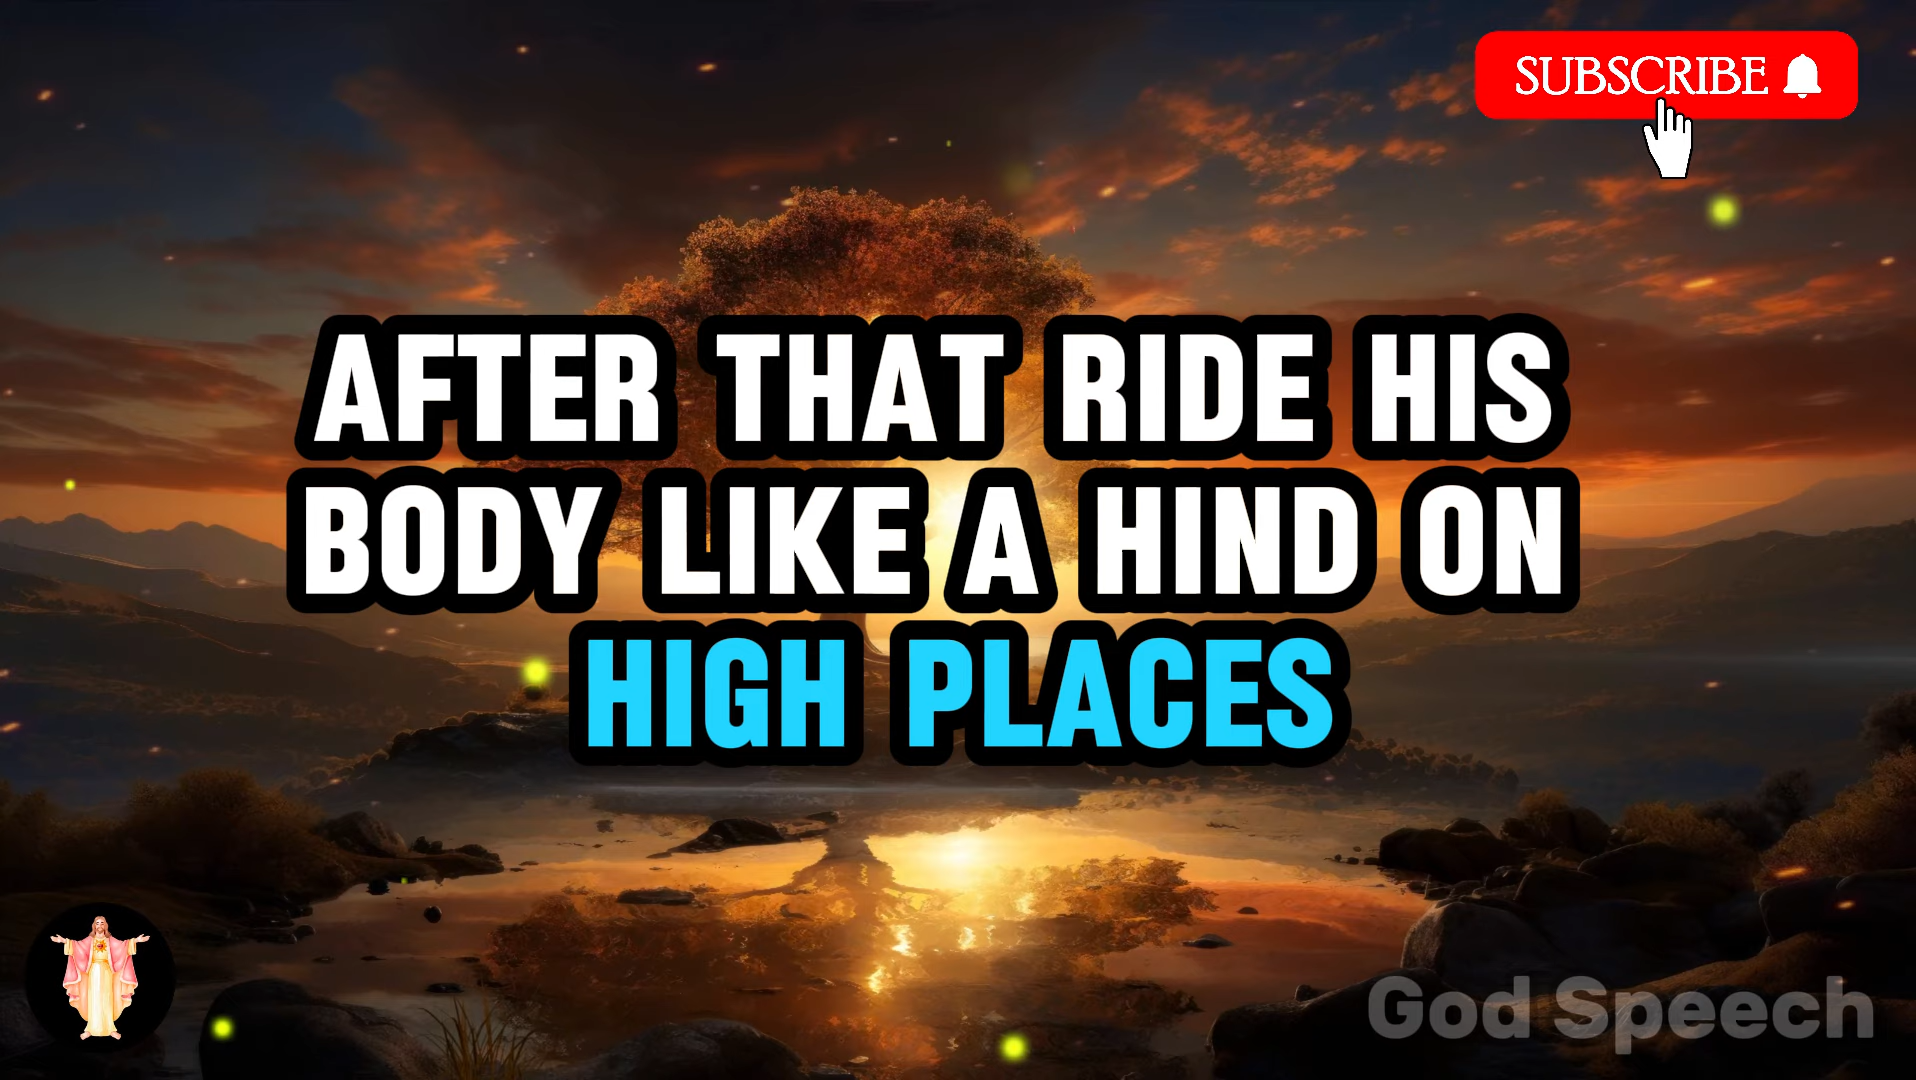 SUBSCRIBE
AFTER THAT RIDE HIS
BODY LIKE A HIND ON
HIGH PLACES
God Speech